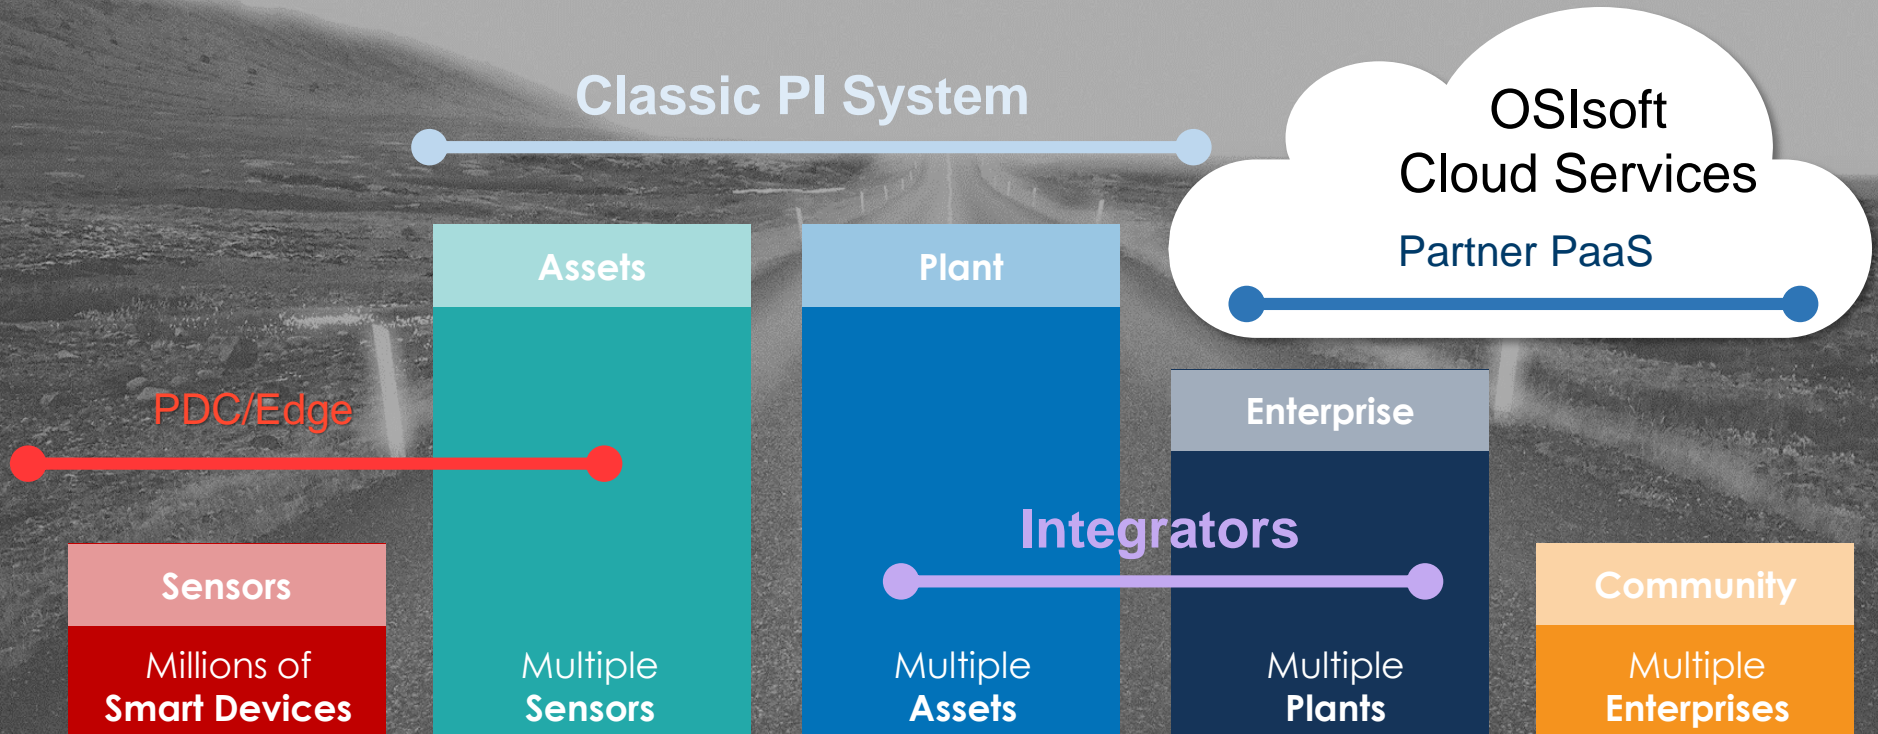 Classic PI System
OSIsoft
Cloud Services
Partner PaaS
Assets
Plant
PDC/Edge
Enterprise
Integrators
Sensors
Community
Millions of
Smart Devices
Multiple
Sensors
Multiple
Assets
Multiple
Plants
Multiple
Enterprises